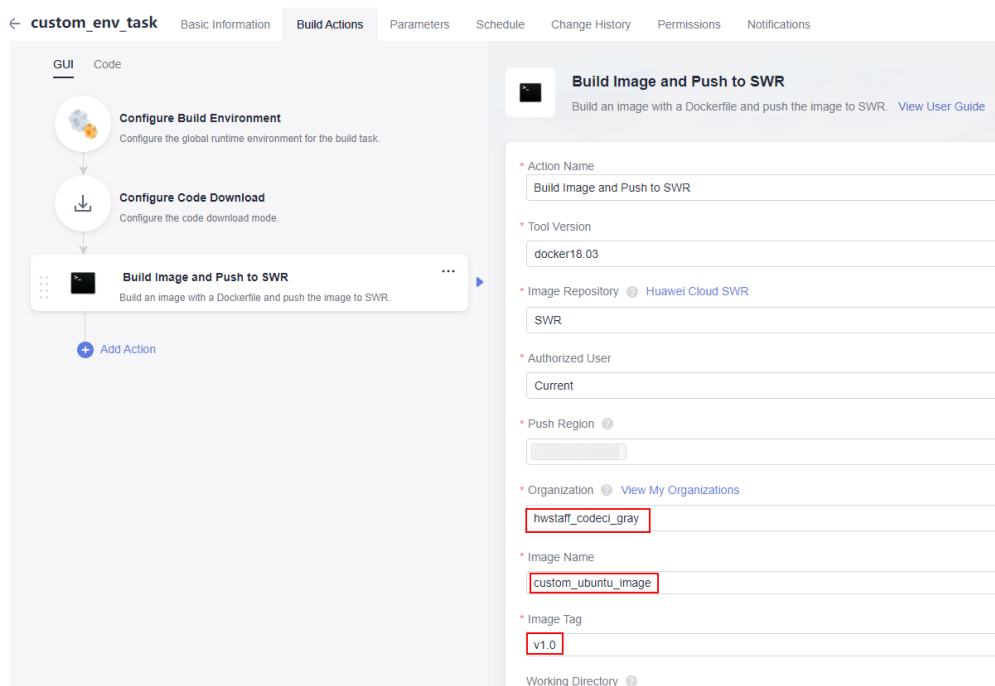 custom_env_task Basic Information Build Actions Parameters Schedule Change History Permissions Notifications
GUI Code
Configure Build Environment
Configure the global runtime environment for the build task.
Configure Code Download
Configure the code download mode.
Build Image and Push to SWR
Build an image with a Dockerfile and push the image to SWR.
Add Action
Build Image and Push to SWR
Build an image with a Dockerfile and push the image to SWR. View User Guide
* Action Name
Build Image and Push to SWR
* Tool Version
docker18.03
* Image Repository ? Huawei Cloud SWR
SWR
* Authorized User
Current
* Push Region ?
* Organization ? View My Organizations
hwstaff_codeci_gray
* Image Name
custom_ubuntu_image
* Image Tag
v1.0
Working Directory ?